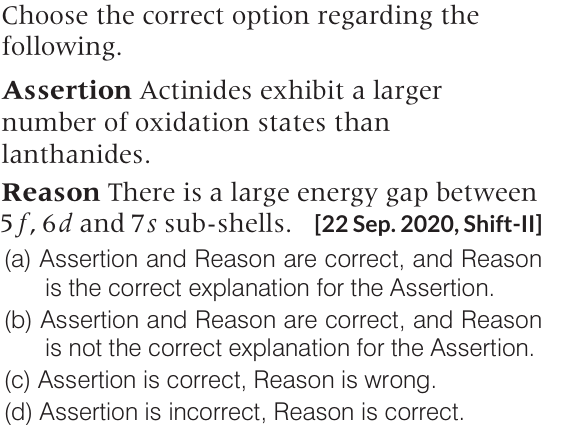 Choose the correct option regarding the
following.
Assertion Actinides exhibit a larger
number of oxidation states than
lanthanides.
Reason There is a large energy gap between
5f, 6d and 7s sub-shells. [22 Sep. 2020, Shift-II]
(a) Assertion and Reason are correct, and Reason
is the correct explanation for the Assertion.
(b) Assertion and Reason are correct, and Reason
is not the correct explanation for the Assertion.
(c) Assertion is correct, Reason is wrong.
(d) Assertion is incorrect, Reason is correct.